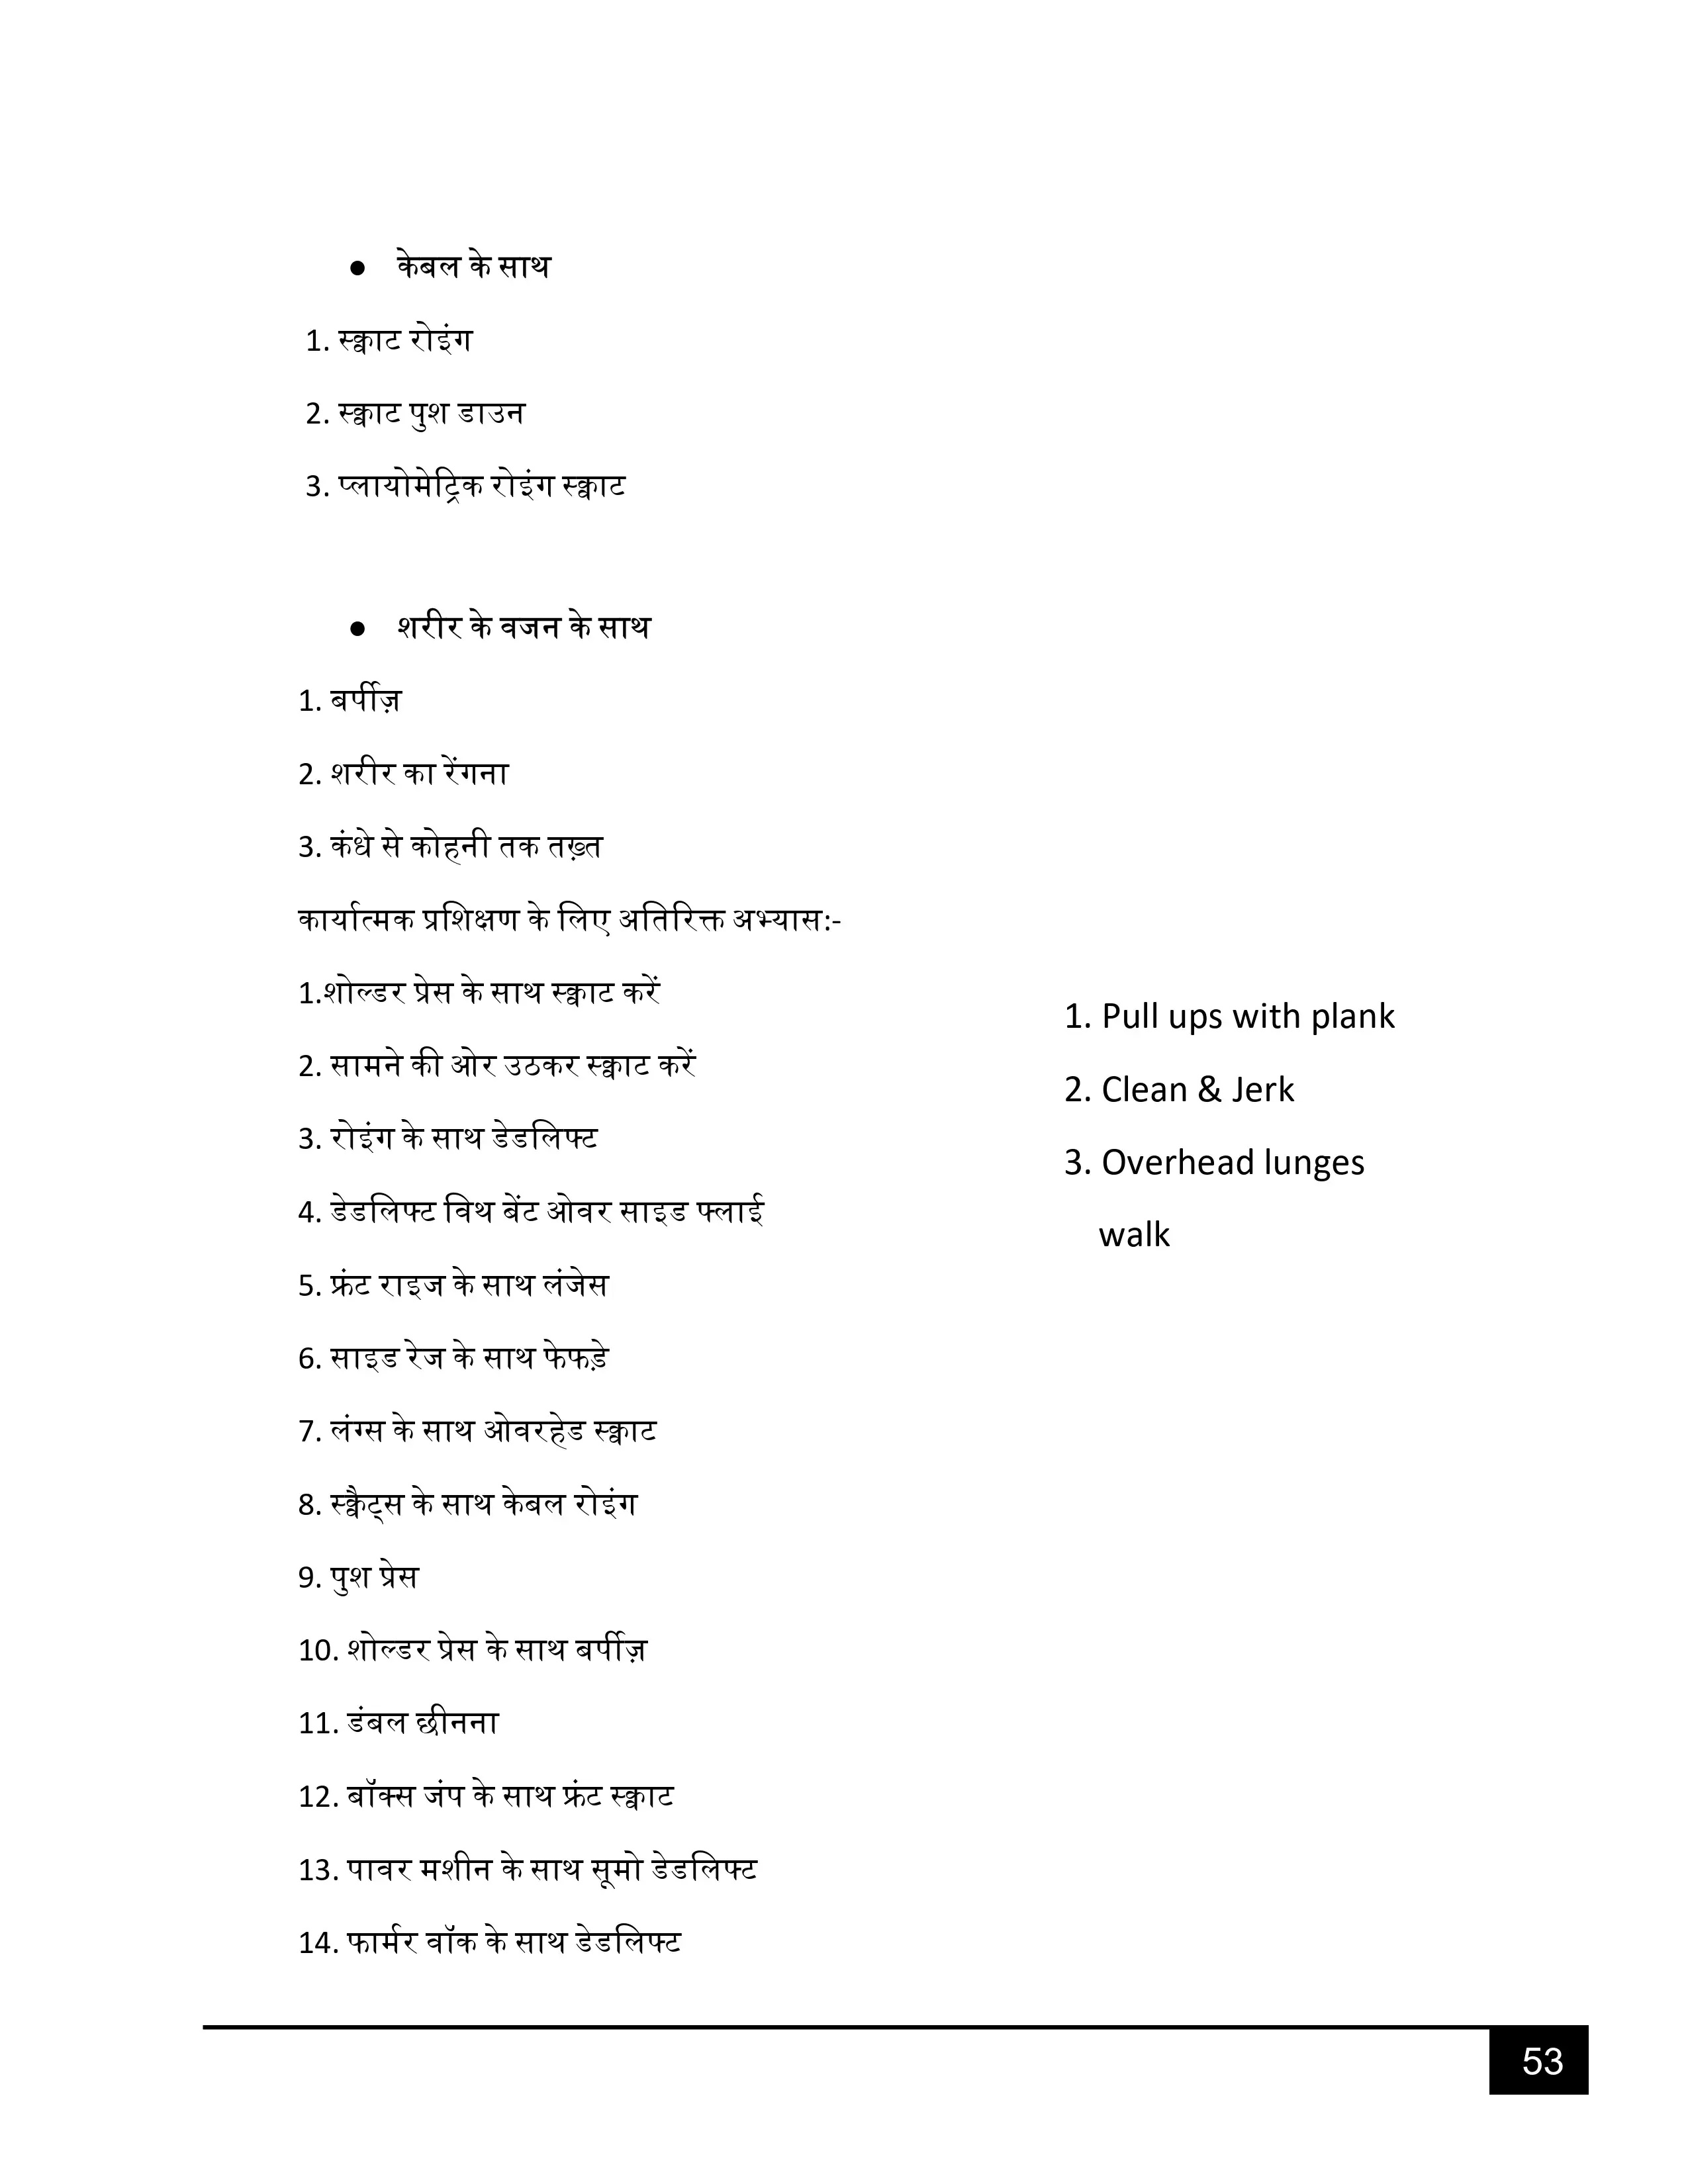 ● केबल के साथ
1. स्क्वाट रोइंग
2. स्क्वाट पुश डाउन
3. प्लायोमेट्रिक रोइंग स्क्वाट
● शरीर के वजन के साथ
1. बर्पीज़
2. शरीर का रेंगना
3. कंधे से कोहनी तक तख़्त
कार्यात्मक प्रशिक्षण के लिए अतिरिक्त अभ्यास:-
1.शोल्डर प्रेस के साथ स्क्वाट करें
2. सामने की ओर उठकर स्क्वाट करें
3. रोइंग के साथ डेडलिफ्ट
4. डेडलिफ्ट विथ बेंट ओवर साइड फ्लाई
5. फ्रंट राइज के साथ लंजेस
6. साइड रेज के साथ फेफड़े
7. लंग्स के साथ ओवरहेड स्क्वाट
8. स्क्वैट्स के साथ केबल रोइंग
9. पुश प्रेस
10. शोल्डर प्रेस के साथ बर्पीज़
11. डंबल छीनना
12. बॉक्स जंप के साथ फ्रंट स्क्वाट
13. पावर मशीन के साथ सूमो डेडलिफ्ट
14. फार्मर वॉक के साथ डेडलिफ्ट
1. Pull ups with plank
2. Clean & Jerk
3. Overhead lunges
walk
53